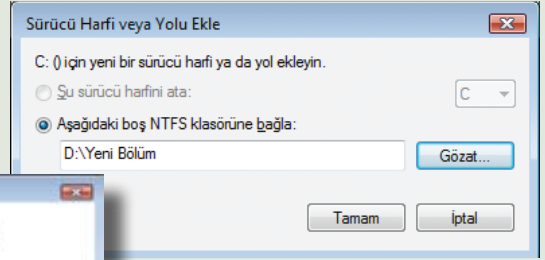 Sürücü Harfi veya Yolu Ekle
C: () için yeni bir sürücü harfi ya da yol ekleyin.
Şu sürücü harfini ata:
C
Aşağıdaki boş NTFS klasörüne bağla:
D:\Yeni Bölüm
Gözat...
Tamam
İptal